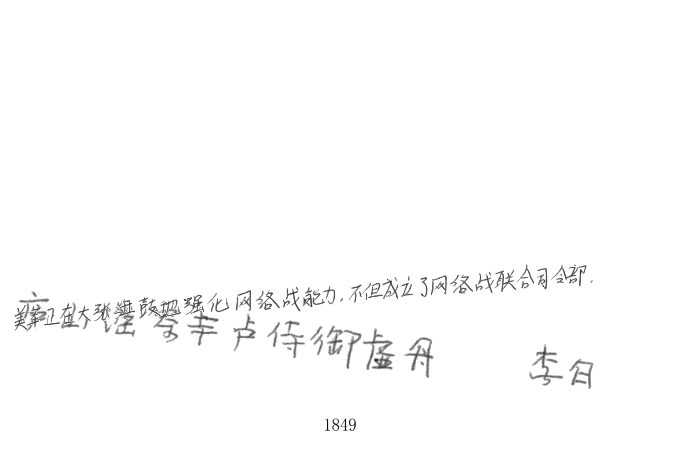 美军正在大张旗鼓地强化网络战能力,不但成立了网络战联合司令部.
庐山谣寄卢侍御虚舟 李白
1849